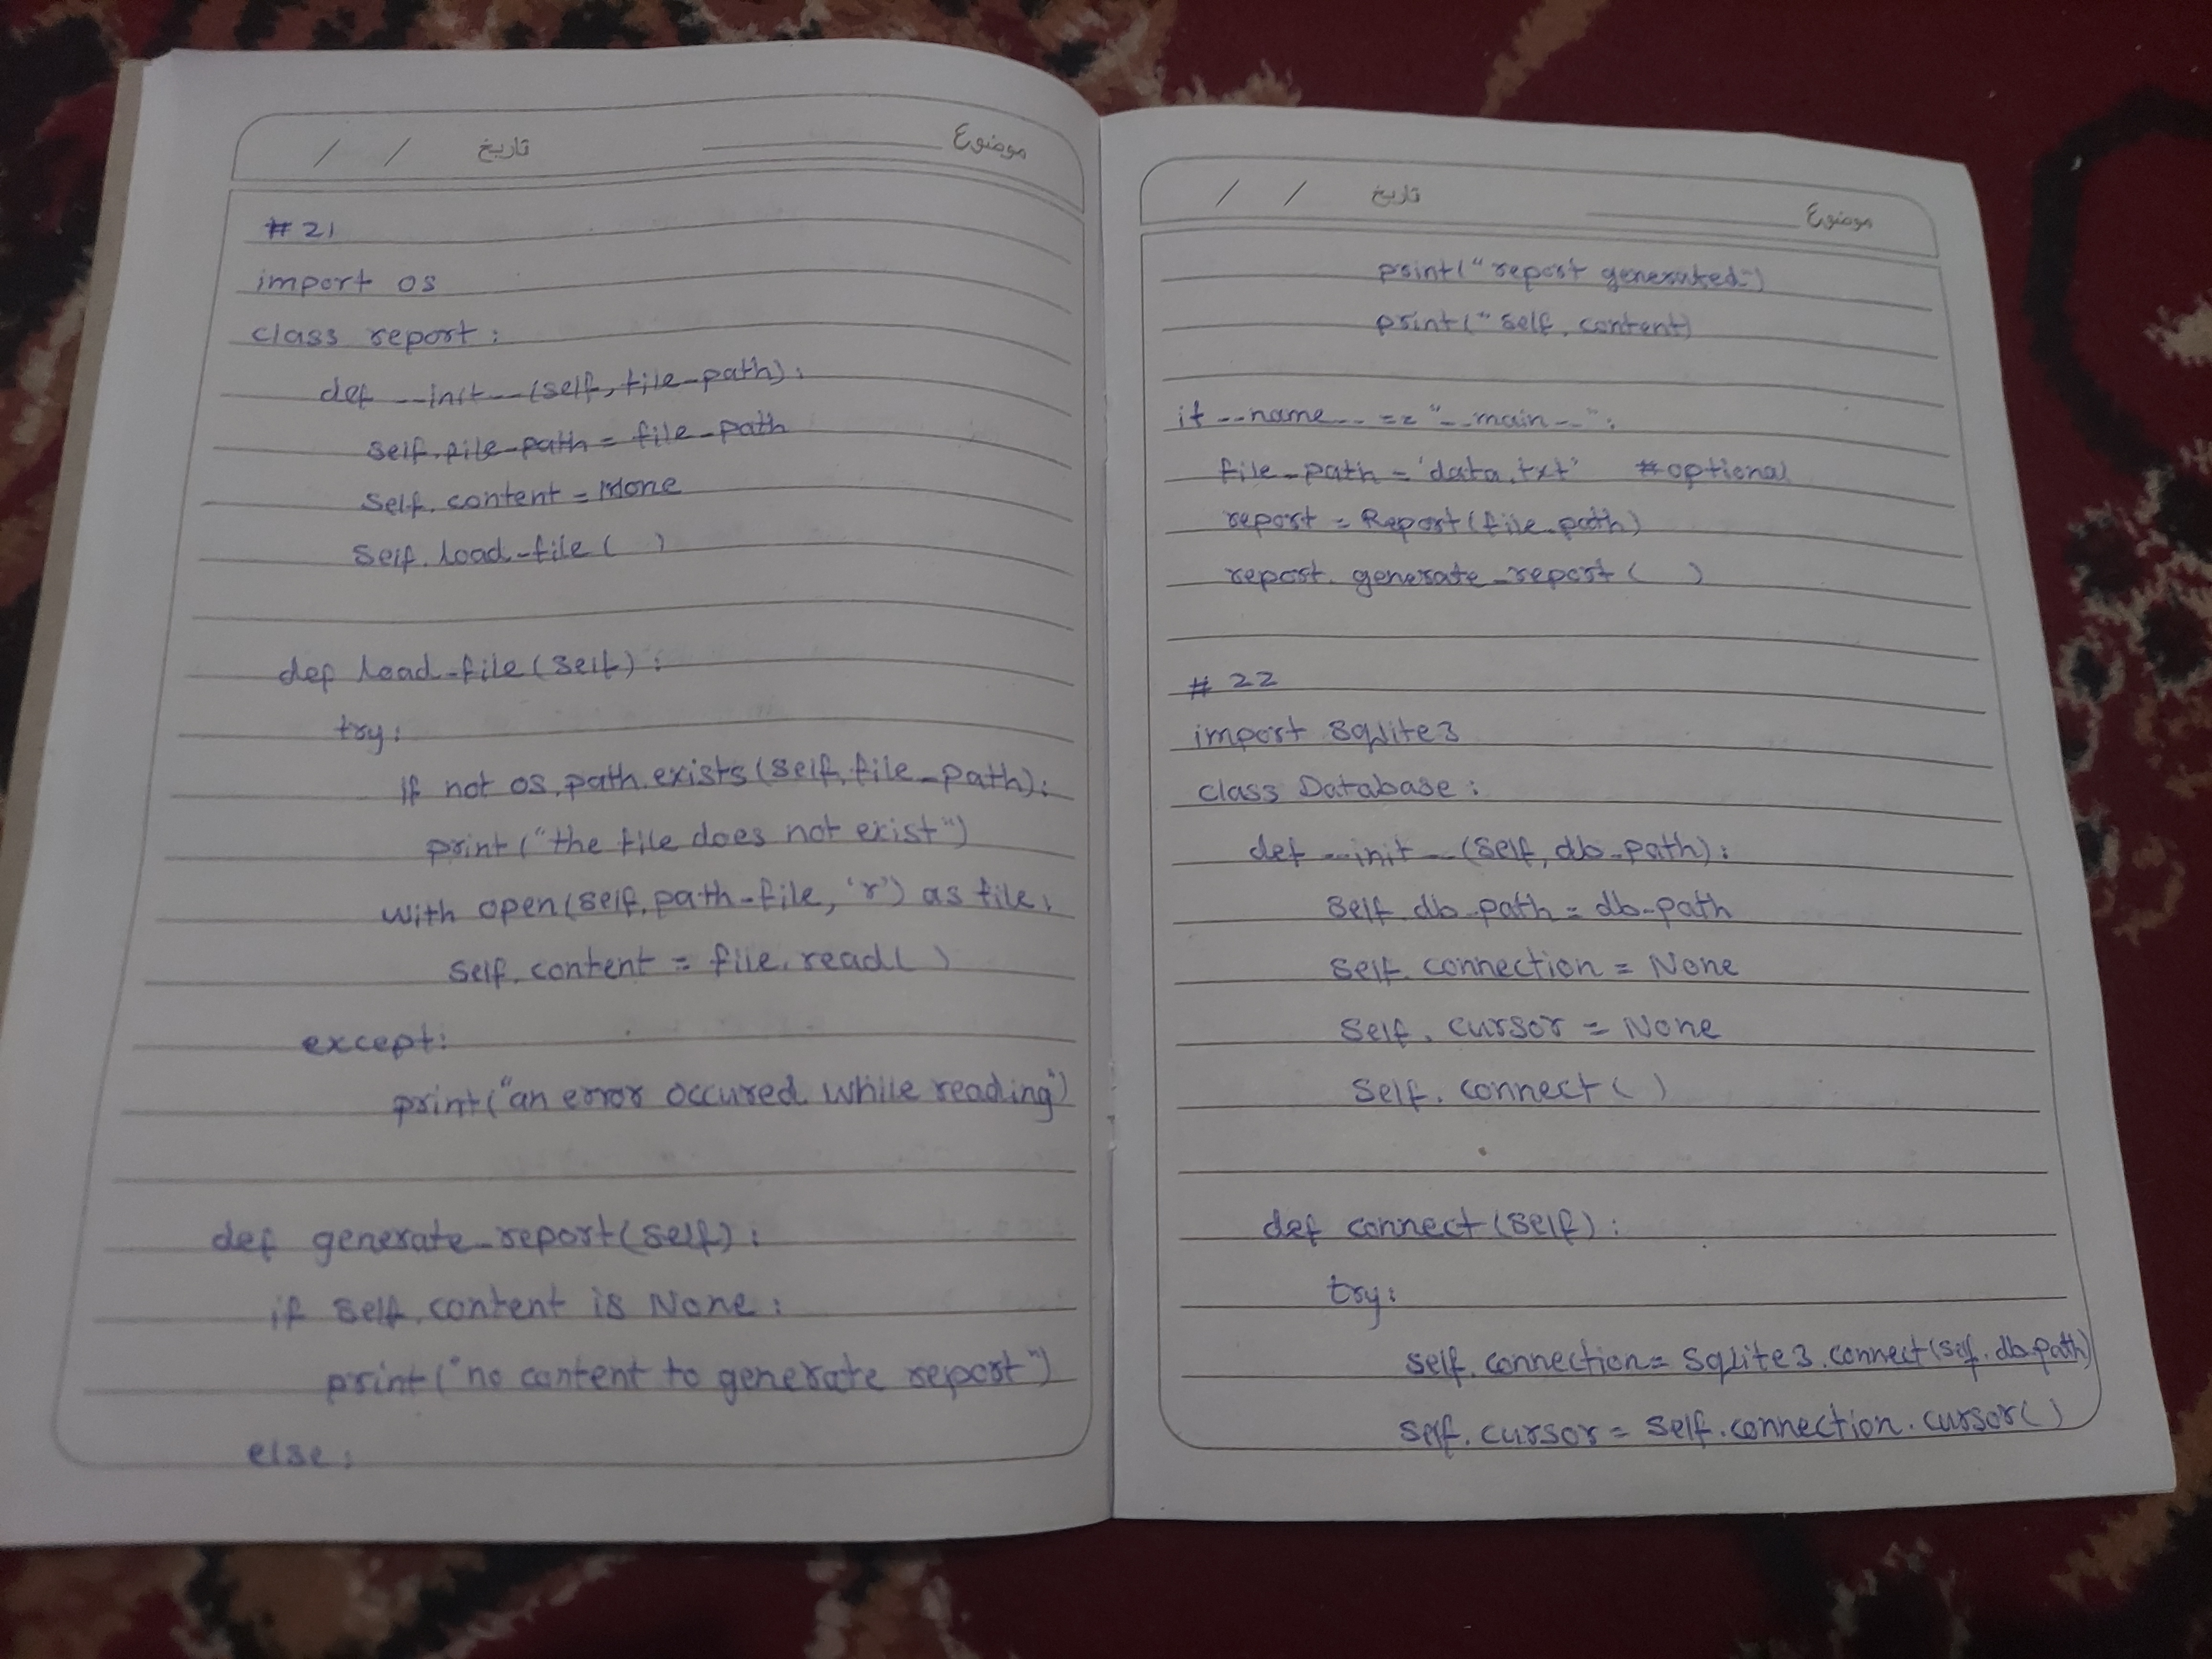 / / تاریخ موضوع
#21
import os
class report:
def __init__(self, file_path):
self.file_path = file_path
self.content = None
self.load_file( )
def load_file(self):
try:
if not os.path.exists(self.file_path):
print("the file does not exist")
with open(self.path_file, 'r') as file:
self.content = file.read( )
except:
print("an error occured while reading")
def generate_report(self):
if self.content is None:
print("no content to generate report")
else:
/ / تاریخ موضوع
print("report generated=)
print("self.content)
if __name__ == "__main__":
file_path = 'data.txt' #optional
report = Report(file_path)
report.generate_report( )
#22
import sqlite3
class Database:
def __init__(self, db_path):
self.db_path = db_path
self.connection = None
self.cursor = None
self.connect( )
def connect(self):
try:
self.connection = sqlite3.connect(self.db_path)
self.cursor = self.connection.cursor( )